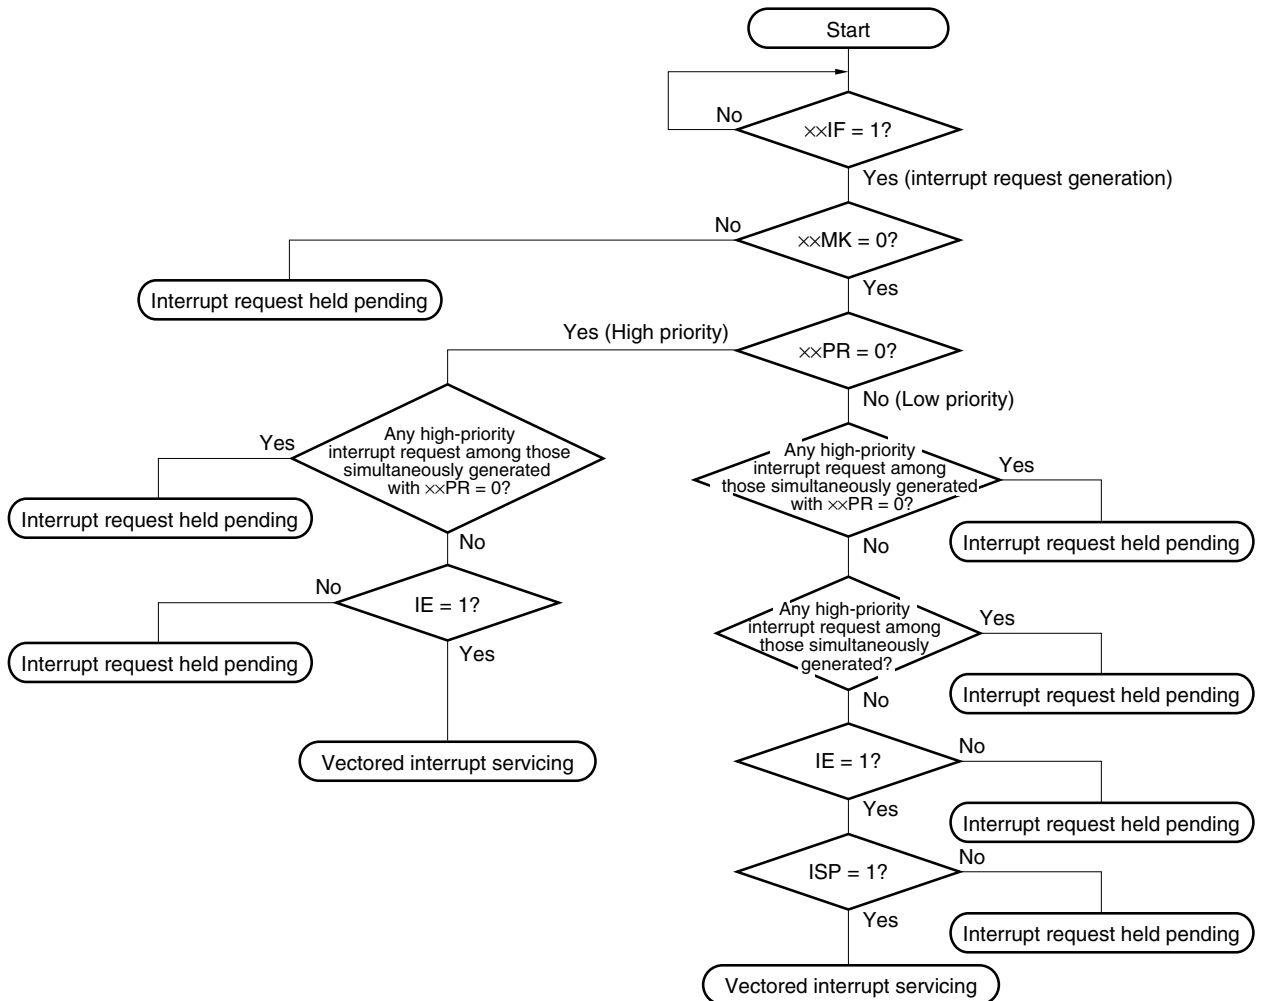 Start
No
××IF = 1?
Yes (interrupt request generation)
No
××MK = 0?
Yes
Interrupt request held pending
Yes (High priority)
××PR = 0?
No (Low priority)
Yes
Any high-priority
interrupt request among those
simultaneously generated
with ××PR = 0?
Interrupt request held pending
No
Any high-priority
interrupt request among
those simultaneously generated
with ××PR = 0?
Yes
Interrupt request held pending
No
No
IE = 1?
Interrupt request held pending
Yes
Vectored interrupt servicing
Any high-priority
interrupt request among
those simultaneously
generated?
Yes
Interrupt request held pending
No
IE = 1?
No
Interrupt request held pending
Yes
ISP = 1?
No
Interrupt request held pending
Yes
Vectored interrupt servicing